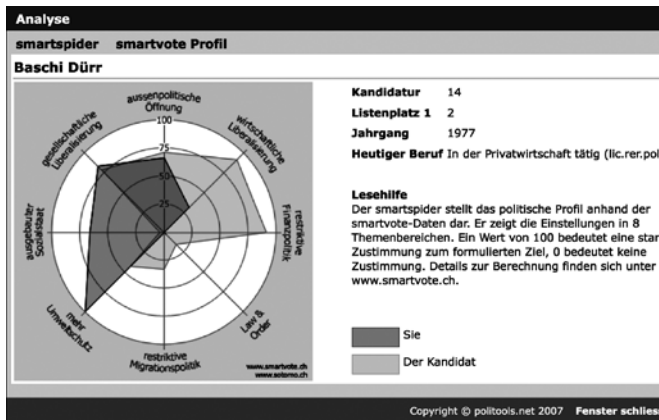 Analyse
smartspider smartvote Profil
Baschi Dürr
aussenpolitische
Öffnung
wirtschaftliche
Liberalisierung
restriktive
Finanzpolitik
Law &
Order
restriktive
Migrationspolitik
mehr
Umweltschutz
ausgebauter
Sozialstaat
gesellschaftliche
Liberalisierung
100
75
50
25
www.smartvote.ch
www.sotomo.ch
Kandidatur 14
Listenplatz 1 2
Jahrgang 1977
Heutiger Beruf In der Privatwirtschaft tätig (lic.rer.pol
Lesehilfe
Der smartspider stellt das politische Profil anhand der
smartvote-Daten dar. Er zeigt die Einstellungen in 8
Themenbereichen. Ein Wert von 100 bedeutet eine star
Zustimmung zum formulierten Ziel, 0 bedeutet keine
Zustimmung. Details zur Berechnung finden sich unter
www.smartvote.ch.
Sie
Der Kandidat
Copyright © politools.net 2007 Fenster schlies